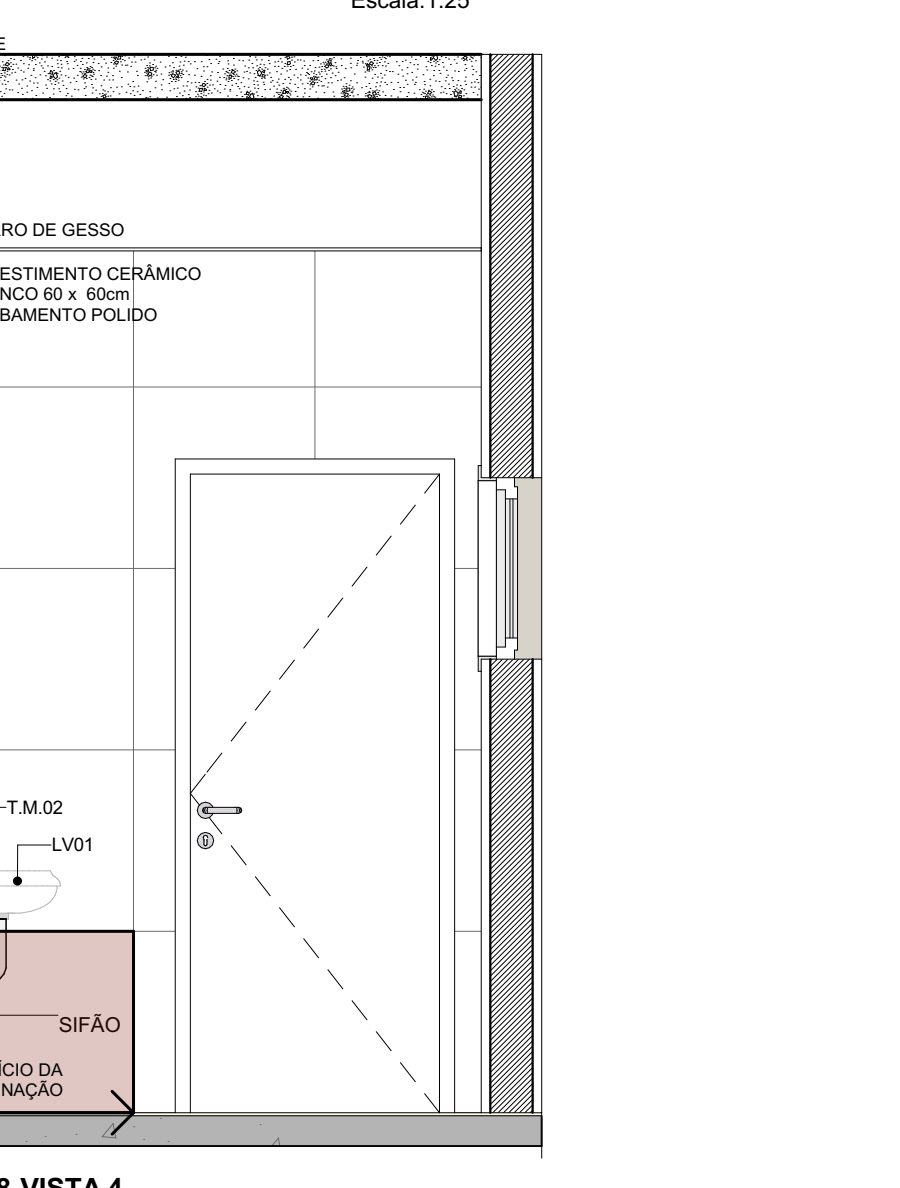 Escala:1:25
E
RO DE GESSO
ESTIMENTO CERÂMICO
NCO 60 x 60cm
BAMENTO POLIDO
T.M.02
LV01
SIFÃO
ÍCIO DA
NAÇÃO
8 VISTA 4